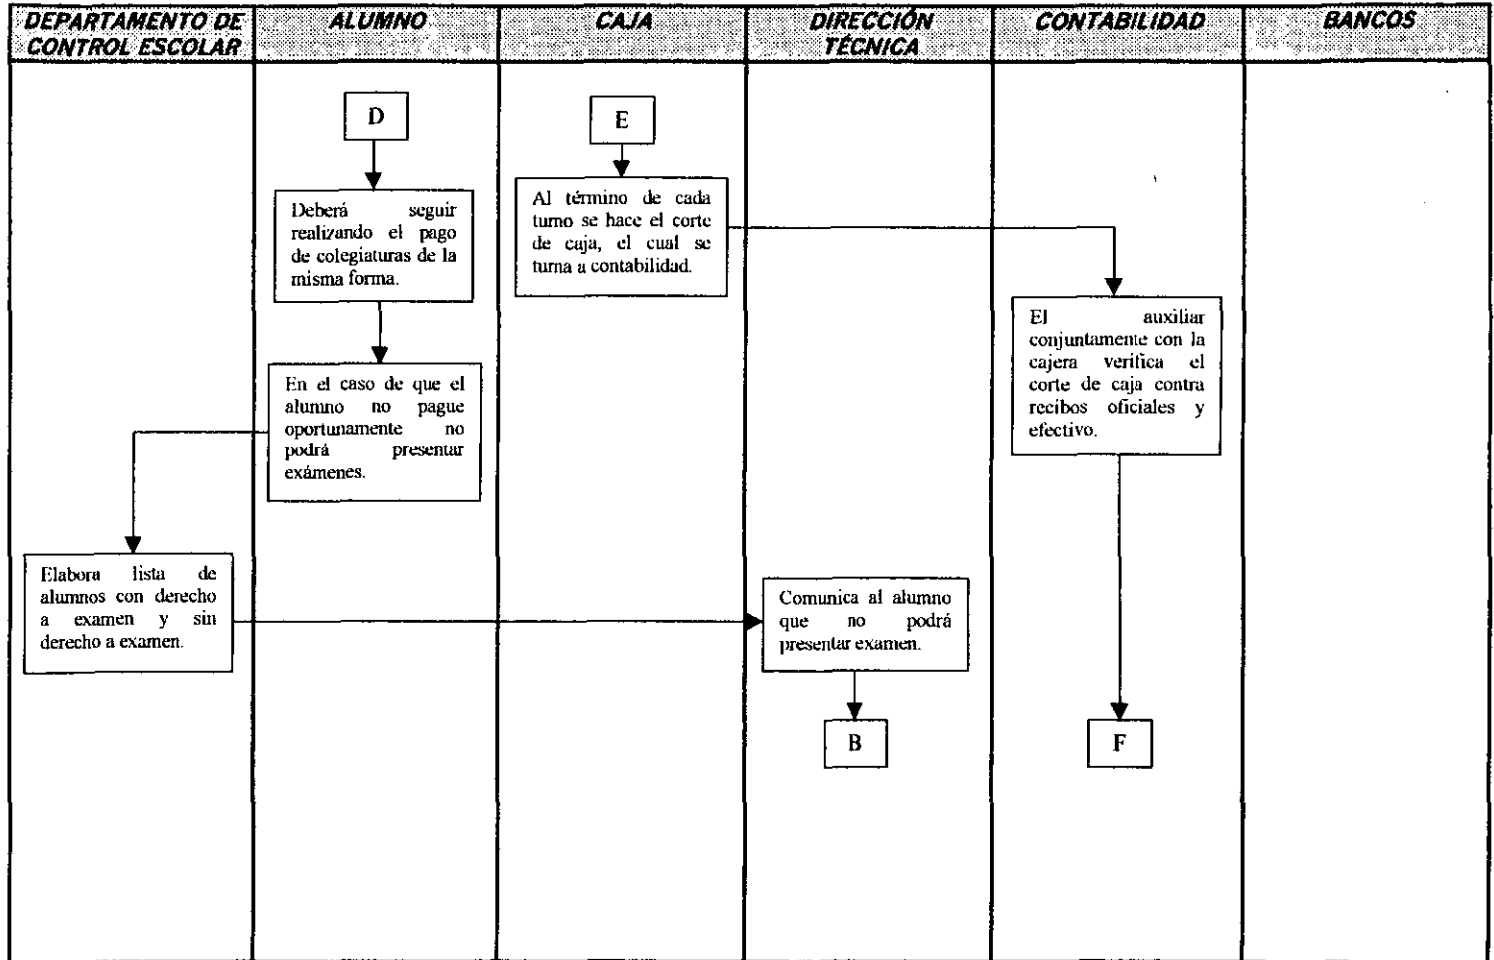 DEPARTAMENTO DE
CONTROL ESCOLAR
ALUMNO
CAJA
DIRECCIÓN
TÉCNICA
CONTABILIDAD
BANCOS
D
Deberá seguir
realizando el pago
de colegiaturas de la
misma forma.
En el caso de que el
alumno no pague
oportunamente no
podrá presentar
exámenes.
Elabora lista de
alumnos con derecho
a examen y sin
derecho a examen.
E
Al término de cada
turno se hace el corte
de caja, el cual se
turna a contabilidad.
Comunica al alumno
que no podrá
presentar examen.
B
El auxiliar
conjuntamente con la
cajera verifica el
corte de caja contra
recibos oficiales y
efectivo.
F